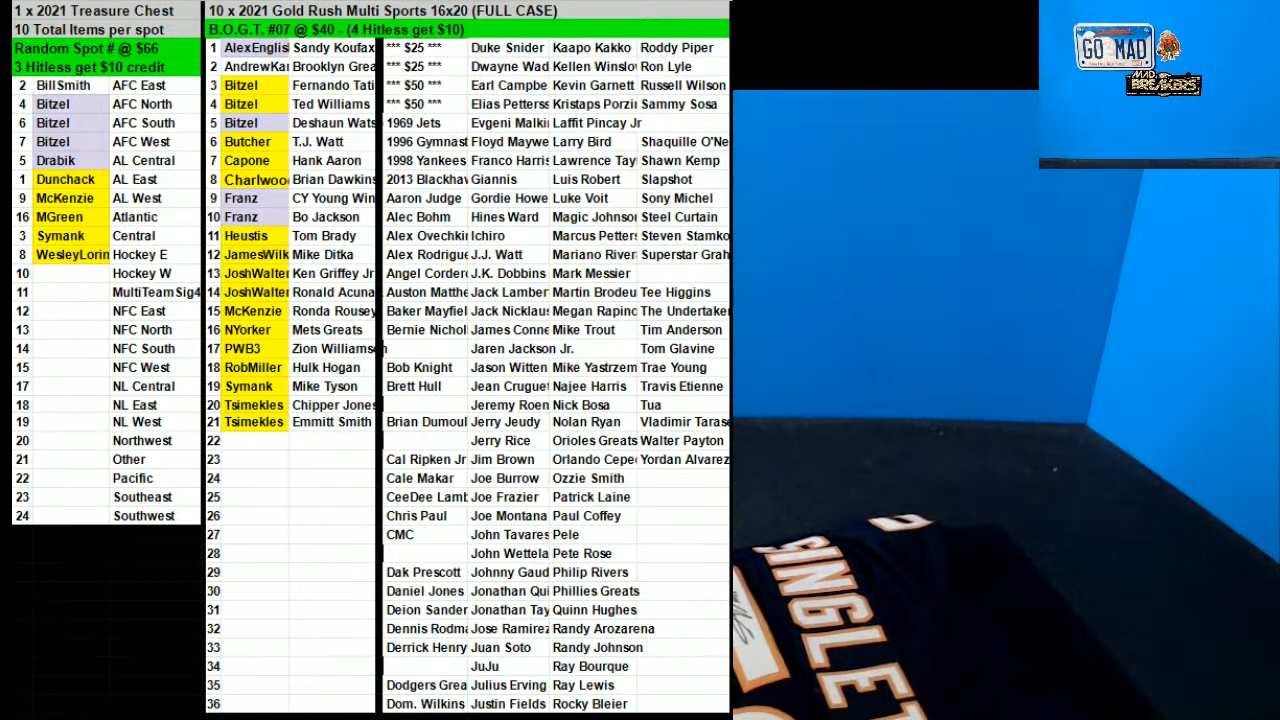 1 x 2021 Treasure Chest
10 Total Items per spot
Random Spot # @ $66
3 Hitless get $10 credit
2 BillSmith AFC East
4 Bitzel AFC North
6 Bitzel AFC South
7 Bitzel AFC West
5 Drabik AL Central
1 Dunchack AL East
9 McKenzie AL West
16 MGreen Atlantic
3 Symank Central
8 WesleyLorin Hockey E
10 Hockey W
11 MultiTeamSig4
12 NFC East
13 NFC North
14 NFC South
15 NFC West
17 NL Central
18 NL East
19 NL West
20 Northwest
21 Other
22 Pacific
23 Southeast
24 Southwest
10 x 2021 Gold Rush Multi Sports 16x20 (FULL CASE)
B.O.G.T. #07 @ $40 - (4 Hitless get $10)
1 AlexEnglis Sandy Koufax *** $25 *** Duke Snider Kaapo Kakko Roddy Piper
2 AndrewKar Brooklyn Grea *** $25 *** Dwayne Wad Kellen Winslov Ron Lyle
3 Bitzel Fernando Tati *** $50 *** Earl Campbe Kevin Garnett Russell Wilson
4 Bitzel Ted Williams *** $50 *** Elias Petterss Kristaps Porzir Sammy Sosa
5 Bitzel Deshaun Wats 1969 Jets Evgeni Malki Laffit Pincay Jr
6 Butcher T.J. Watt 1996 Gymnast Floyd Maywe Larry Bird Shaquille O'Ne
7 Capone Hank Aaron 1998 Yankees Franco Harris Lawrence Tay Shawn Kemp
8 Charlwoo Brian Dawkins 2013 Blackhav Giannis Luis Robert Slapshot
9 Franz CY Young Win Aaron Judge Gordie Howe Luke Voit Sony Michel
10 Franz Bo Jackson Alec Bohm Hines Ward Magic Johnso Steel Curtain
11 Heustis Tom Brady Alex Ovechki Ichiro Marcus Petters Steven Stamko
12 JamesWilk Mike Ditka Alex Rodrigue J.J. Watt Mariano River Superstar Grah
13 JoshWalter Ken Griffey Jr Angel Corder J.K. Dobbins Mark Messier
14 JoshWalter Ronald Acuna Auston Matthe Jack Lamber Martin Brodeu Tee Higgins
15 McKenzie Ronda Rousey Baker Mayfiel Jack Nicklaus Megan Rapino The Undertaker
16 NYorker Mets Greats Bernie Nichol James Conne Mike Trout Tim Anderson
17 PWB3 Zion Williamson Jaren Jackson Jr. Tom Glavine
18 RobMiller Hulk Hogan Bob Knight Jason Witten Mike Yastrzem Trae Young
19 Symank Mike Tyson Brett Hull Jean Cruguet Najee Harris Travis Etienne
20 Tsimekles Chipper Jones Jeremy Roen Nick Bosa Tua
21 Tsimekles Emmitt Smith Brian Dumoul Jerry Jeudy Nolan Ryan Vladimir Tarase
22 Jerry Rice Orioles Greats Walter Payton
23 Cal Ripken Jr Jim Brown Orlando Cepe Yordan Alvarez
24 Cale Makar Joe Burrow Ozzie Smith
25 CeeDee Lamb Joe Frazier Patrick Laine
26 Chris Paul Joe Montana Paul Coffey
27 CMC John Tavares Pele
28 John Wettela Pete Rose
29 Dak Prescott Johnny Gaud Philip Rivers
30 Daniel Jones Jonathan Qui Phillies Greats
31 Deion Sander Jonathan Tay Quinn Hughes
32 Dennis Rodma Jose Ramirez Randy Arozarena
33 Derrick Henry Juan Soto Randy Johnson
34 JuJu Ray Bourque
35 Dodgers Grea Julius Erving Ray Lewis
36 Dom. Wilkins Justin Fields Rocky Bleier
GO MAD
MAD BREAKERS
SINGLET